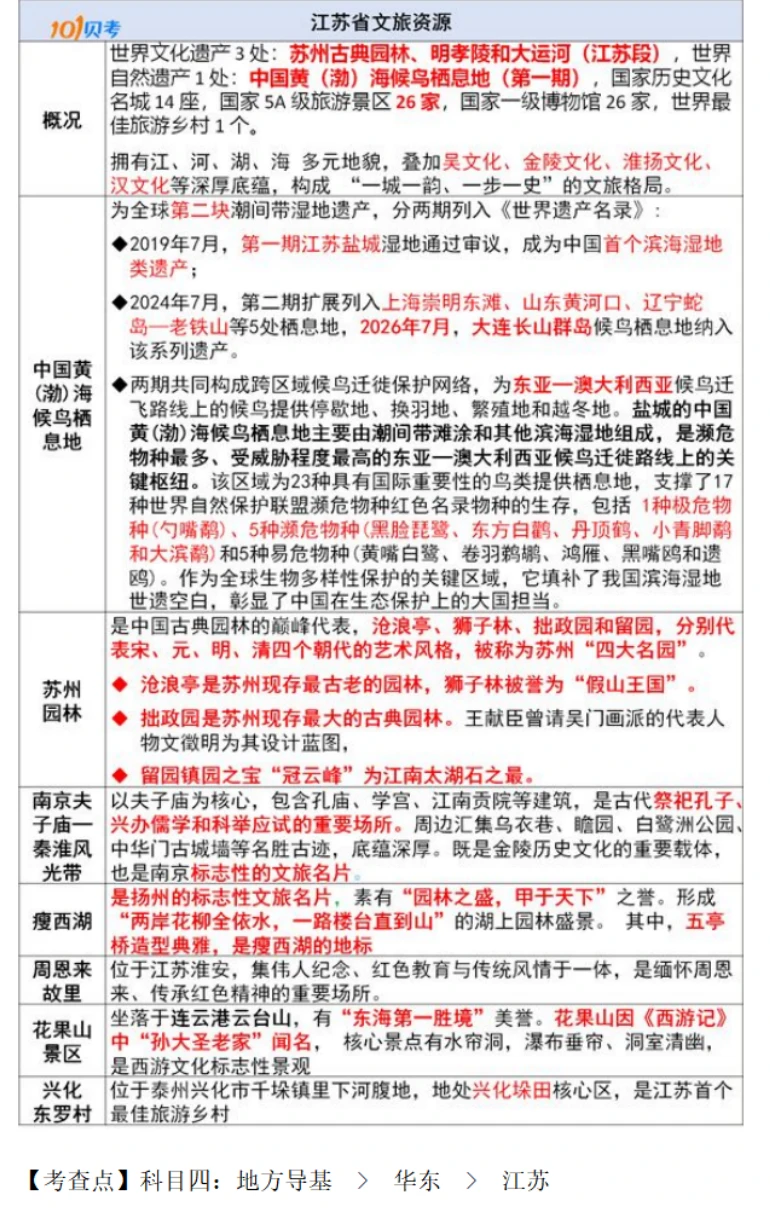 101贝考
江苏省文旅资源
概况
世界文化遗产3处：苏州古典园林、明孝陵和大运河（江苏段），世界
自然遗产1处：中国黄（渤）海候鸟栖息地（第一期），国家历史文化
名城14座，国家5A级旅游景区26家，国家一级博物馆26家，世界最
佳旅游乡村1个。
拥有江、河、湖、海 多元地貌，叠加吴文化、金陵文化、淮扬文化、
汉文化等深厚底蕴，构成 “一城一韵、一步一史”的文旅格局。
中国黄
(渤)海
候鸟栖
息地
为全球第二块潮间带湿地遗产，分两期列入《世界遗产名录》:
◆2019年7月，第一期江苏盐城湿地通过审议，成为中国首个滨海湿地
类遗产；
◆2024年7月，第二期扩展列入上海崇明东滩、山东黄河口、辽宁蛇
岛—老铁山等5处栖息地，2026年7月，大连长山群岛候鸟栖息地纳入
该系列遗产。
◆两期共同构成跨区域候鸟迁徙保护网络，为东亚—澳大利西亚候鸟迁
飞路线上的候鸟提供停歇地、换羽地、繁殖地和越冬地。盐城的中国
黄(渤)海候鸟栖息地主要由潮间带滩涂和其他滨海湿地组成，是濒危
物种最多、受威胁程度最高的东亚—澳大利西亚候鸟迁徙路线上的关
键枢纽。该区域为23种具有国际重要性的鸟类提供栖息地，支撑了17
种世界自然保护联盟濒危物种红色名录物种的生存，包括 1种极危物
种(勺嘴鹬)、5种濒危物种(黑脸琵鹭、东方白鹳、丹顶鹤、小青脚鹬
和大滨鹬)和5种易危物种(黄嘴白鹭、卷羽鹈鹕、鸿雁、黑嘴鸥和遗
鸥)。作为全球生物多样性保护的关键区域，它填补了我国滨海湿地
世遗空白，彰显了中国在生态保护上的大国担当。
苏州
园林
是中国古典园林的巅峰代表，沧浪亭、狮子林、拙政园和留园，分别代
表宋、元、明、清四个朝代的艺术风格，被称为苏州“四大名园”。
◆ 沧浪亭是苏州现存最古老的园林，狮子林被誉为“假山王国”。
◆ 拙政园是苏州现存最大的古典园林。王献臣曾请吴门画派的代表人
物文徵明为其设计蓝图，
◆ 留园镇园之宝“冠云峰”为江南太湖石之最。
南京夫
子庙—
秦淮风
光带
以夫子庙为核心，包含孔庙、学宫、江南贡院等建筑，是古代祭祀孔子、
兴办儒学和科举应试的重要场所。周边汇集乌衣巷、瞻园、白鹭洲公园、
中华门古城墙等名胜古迹，底蕴深厚。既是金陵历史文化的重要载体，
也是南京标志性的文旅名片。
瘦西湖
是扬州的标志性文旅名片，素有“园林之盛，甲于天下”之誉。形成
“两岸花柳全依水，一路楼台直到山”的湖上园林盛景。 其中，五亭
桥造型典雅，是瘦西湖的地标
周恩来
故里
位于江苏淮安，集伟人纪念、红色教育与传统风情于一体，是缅怀周恩
来、传承红色精神的重要场所。
花果山
景区
坐落于连云港云台山，有“东海第一胜境”美誉。花果山因《西游记》
中“孙大圣老家”闻名， 核心景点有水帘洞，瀑布垂帘、洞室清幽，
是西游文化标志性景观
兴化
东罗村
位于泰州兴化市千垛镇里下河腹地，地处兴化垛田核心区，是江苏首个
最佳旅游乡村
【考查点】科目四：地方导基 > 华东 > 江苏